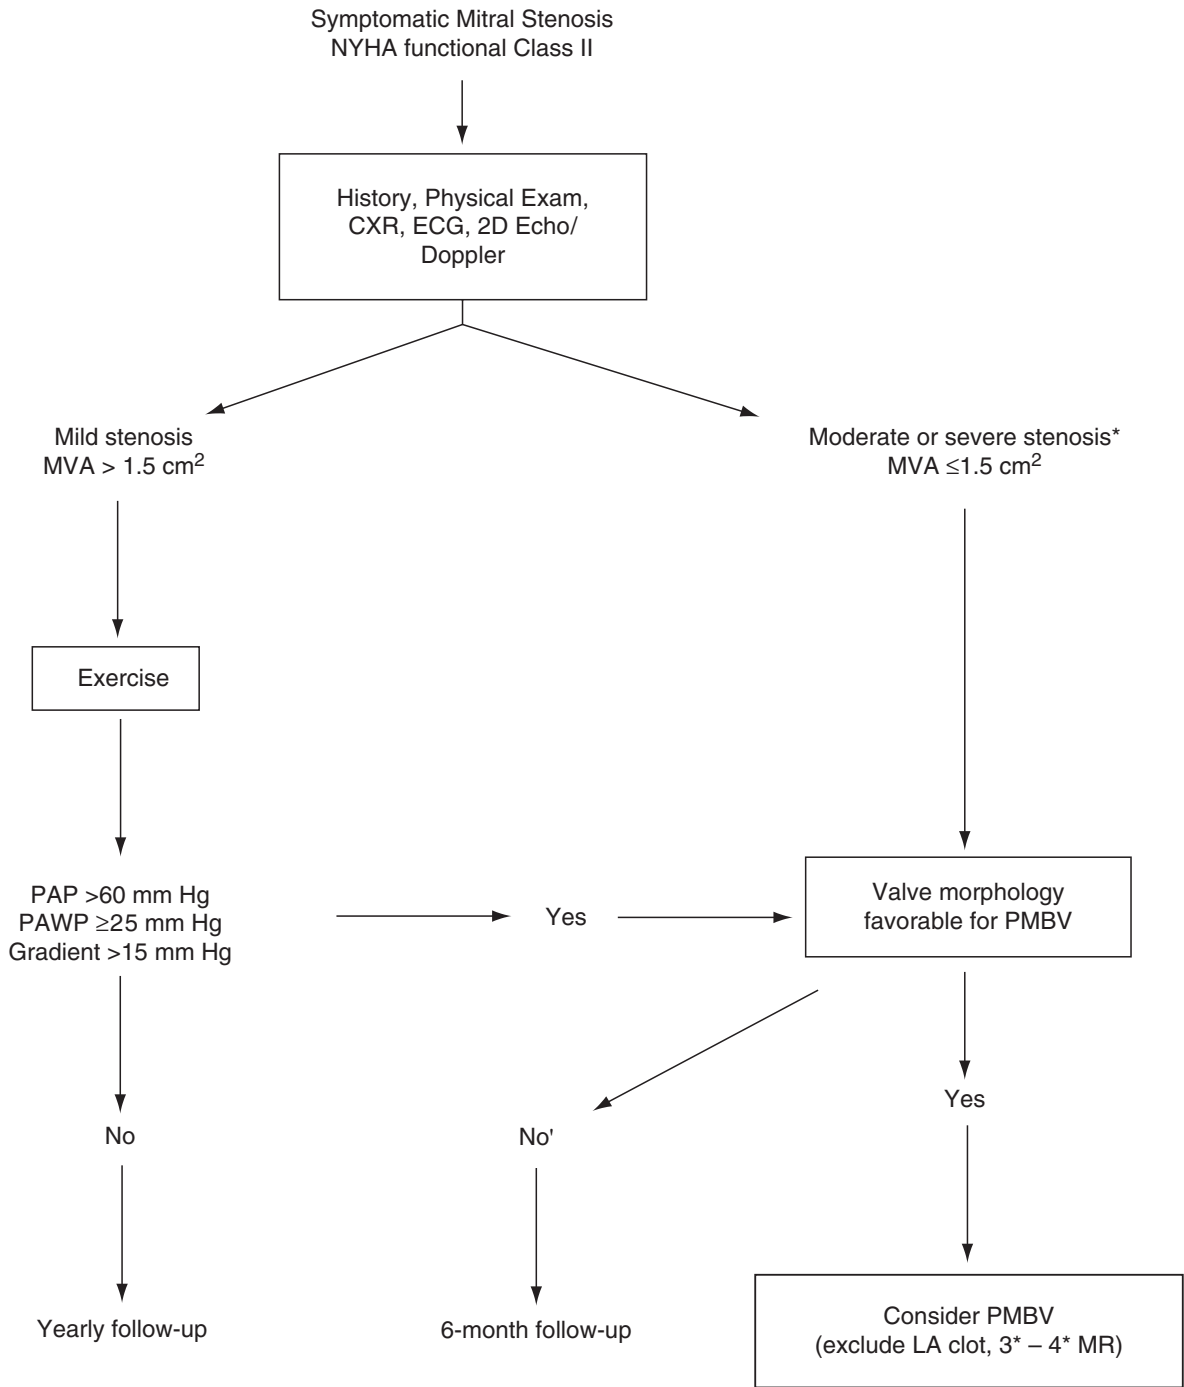 Symptomatic Mitral Stenosis
NYHA functional Class II
History, Physical Exam,
CXR, ECG, 2D Echo/
Doppler
Mild stenosis
MVA > 1.5 cm²
Moderate or severe stenosis*
MVA ≤1.5 cm²
Exercise
PAP >60 mm Hg
PAWP ≥25 mm Hg
Gradient >15 mm Hg
Yes
Valve morphology
favorable for PMBV
No
No'
Yes
Yearly follow-up
6-month follow-up
Consider PMBV
(exclude LA clot, 3* – 4* MR)